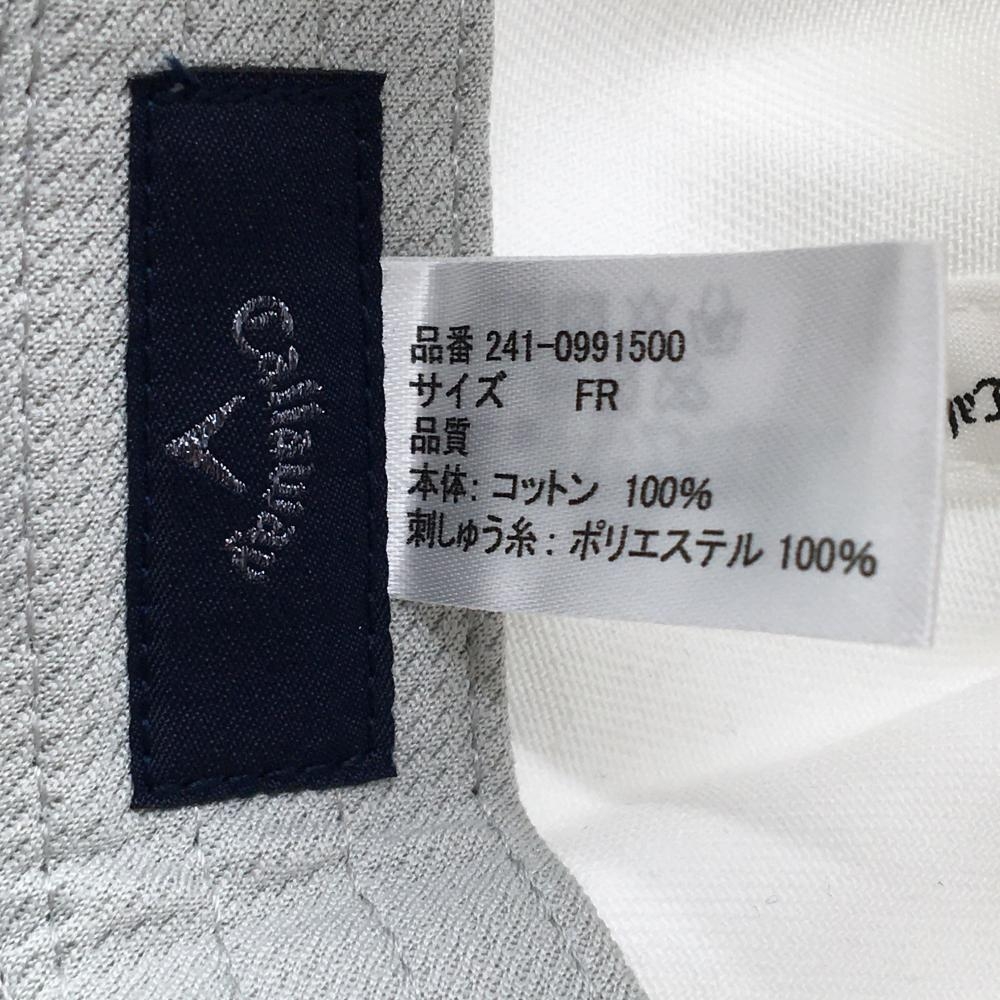 Callaway
品番 241-0991500
サイズ FR
品質
本体: コットン 100%
刺しゅう糸: ポリエステル 100%